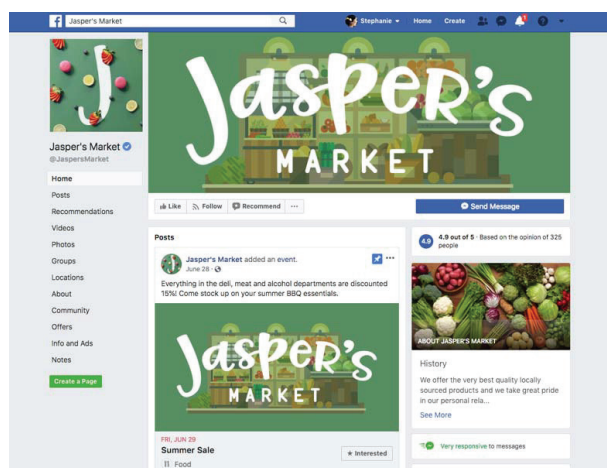 Jasper's Market
Stephanie
Home
Create
Jasper's
MARKET
Jasper's Market
@JaspersMarket
Home
Posts
Recommendations
Videos
Photos
Groups
Locations
About
Community
Offers
Info and Ads
Notes
Create a Page
Like
Follow
Recommend
...
Send Message
Posts
Jasper's Market added an event.
June 28 ·
Everything in the deli, meat and alcohol departments are discounted
15%! Come stock up on your summer BBQ essentials.
Jasper's
MARKET
FRI, JUN 29
Summer Sale
Food
Interested
4.9
4.9 out of 5 · Based on the opinion of 325
people
ABOUT JASPER'S MARKET
History
We offer the very best quality locally
sourced products and we take great pride
in our personal rela...
See More
Very responsive to messages